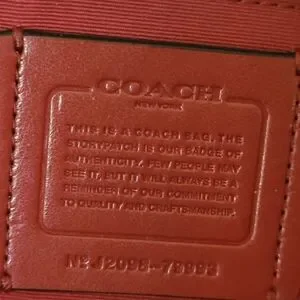 COACH
NEW YORK
THIS IS A COACH BAG, THE
STORYPATCH IS OUR BADGE OF
AUTHENTICITY. FEW PEOPLE MAY
SEE IT, BUT IT WILL ALWAYS BE A
REMINDER OF OUR COMMITMENT
TO QUALITY AND CRAFTSMANSHIP.